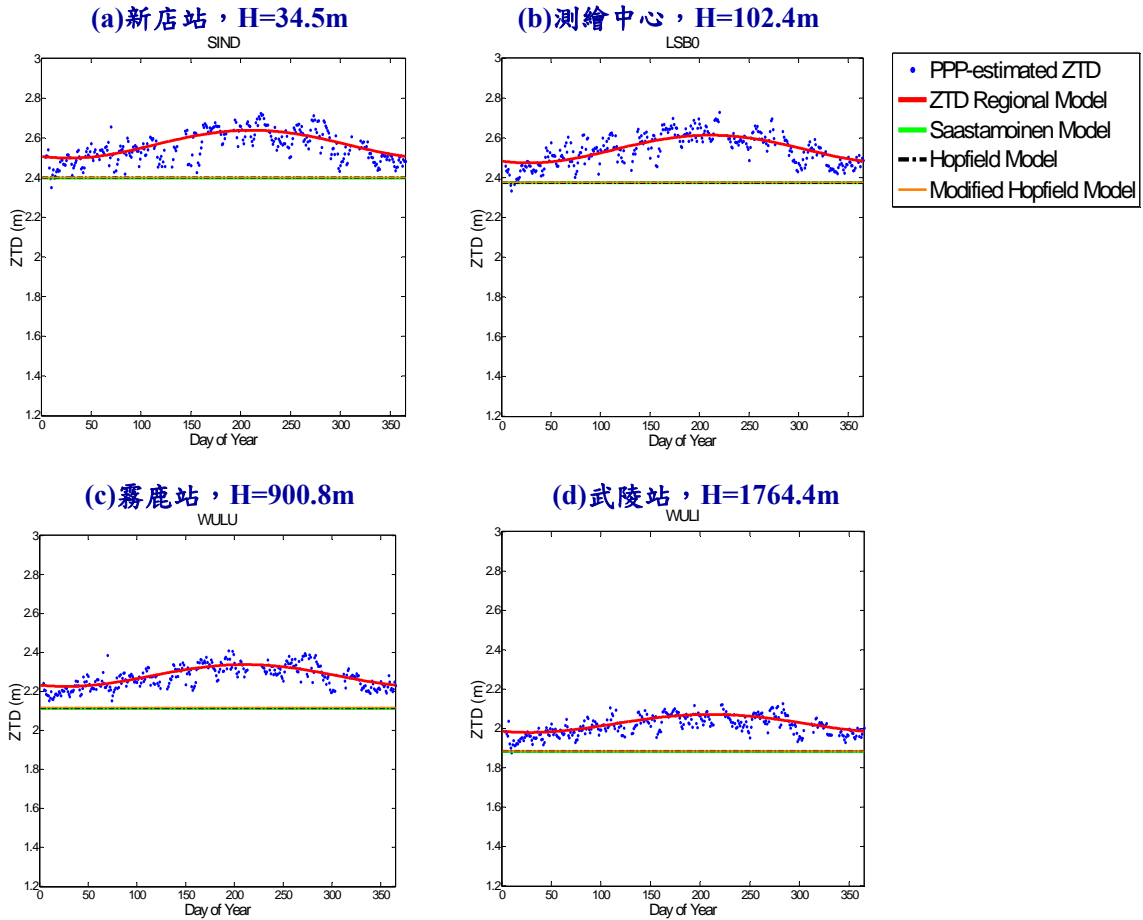 (a)新店站，H=34.5m
SIND
3
2.8
2.6
2.4
2.2
2
1.8
1.6
1.4
1.2
ZTD (m)
0 50 100 150 200 250 300 350
Day of Year
(b)測繪中心，H=102.4m
LSB0
3
2.8
2.6
2.4
2.2
2
1.8
1.6
1.4
1.2
ZTD (m)
0 50 100 150 200 250 300 350
Day of Year
PPP-estimated ZTD
ZTD Regional Model
Saastamoinen Model
Hopfield Model
Modified Hopfield Model
(c)霧鹿站，H=900.8m
WULU
3
2.8
2.6
2.4
2.2
2
1.8
1.6
1.4
1.2
ZTD (m)
0 50 100 150 200 250 300 350
Day of Year
(d)武陵站，H=1764.4m
WULI
3
2.8
2.6
2.4
2.2
2
1.8
1.6
1.4
1.2
ZTD (m)
0 50 100 150 200 250 300 350
Day of Year